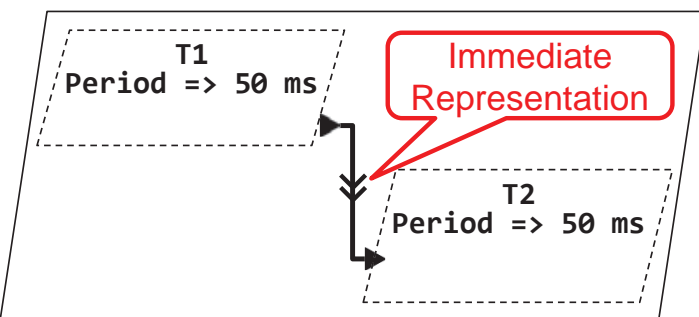 T1
Period => 50 ms
Immediate
Representation
T2
Period => 50 ms